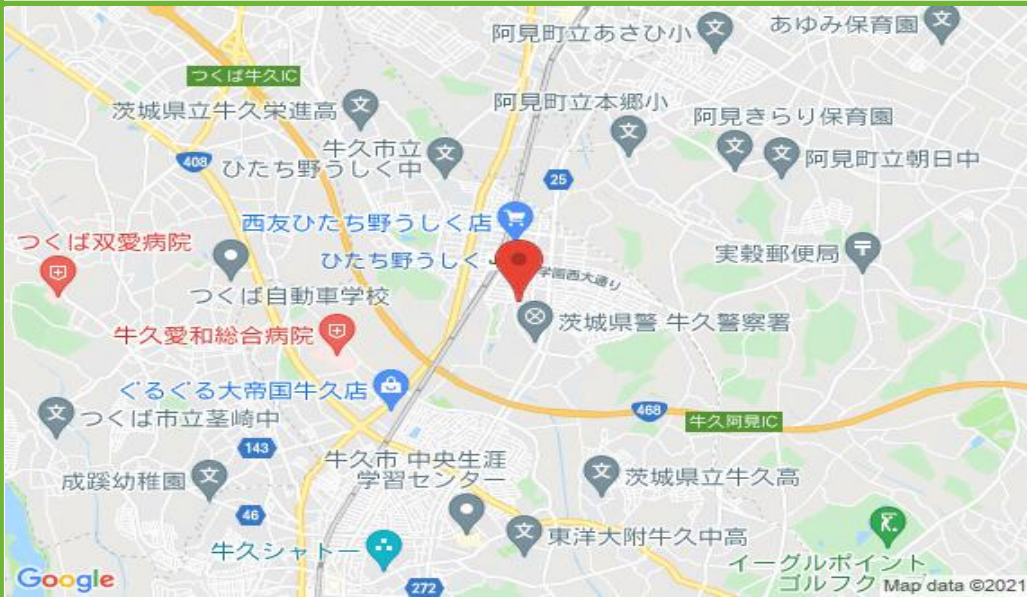 阿見町立あさひ小
あゆみ保育園
つくば牛久IC
茨城県立牛久栄進高
阿見町立本郷小
阿見きらり保育園
牛久市立
ひたち野うしく中
408
阿見町立朝日中
25
西友ひたち野うしく店
つくば双愛病院
ひたち野うしく
実穀郵便局
学園西大通り
つくば自動車学校
茨城県警 牛久警察署
牛久愛和総合病院
ぐるぐる大帝国牛久店
つくば市立茎崎中
468
牛久阿見IC
143
牛久市 中央生涯
学習センター
成蹊幼稚園
茨城県立牛久高
46
東洋大附牛久中高
牛久シャトー
イーグルポイント
ゴルフク
272
Google
Map data ©2021